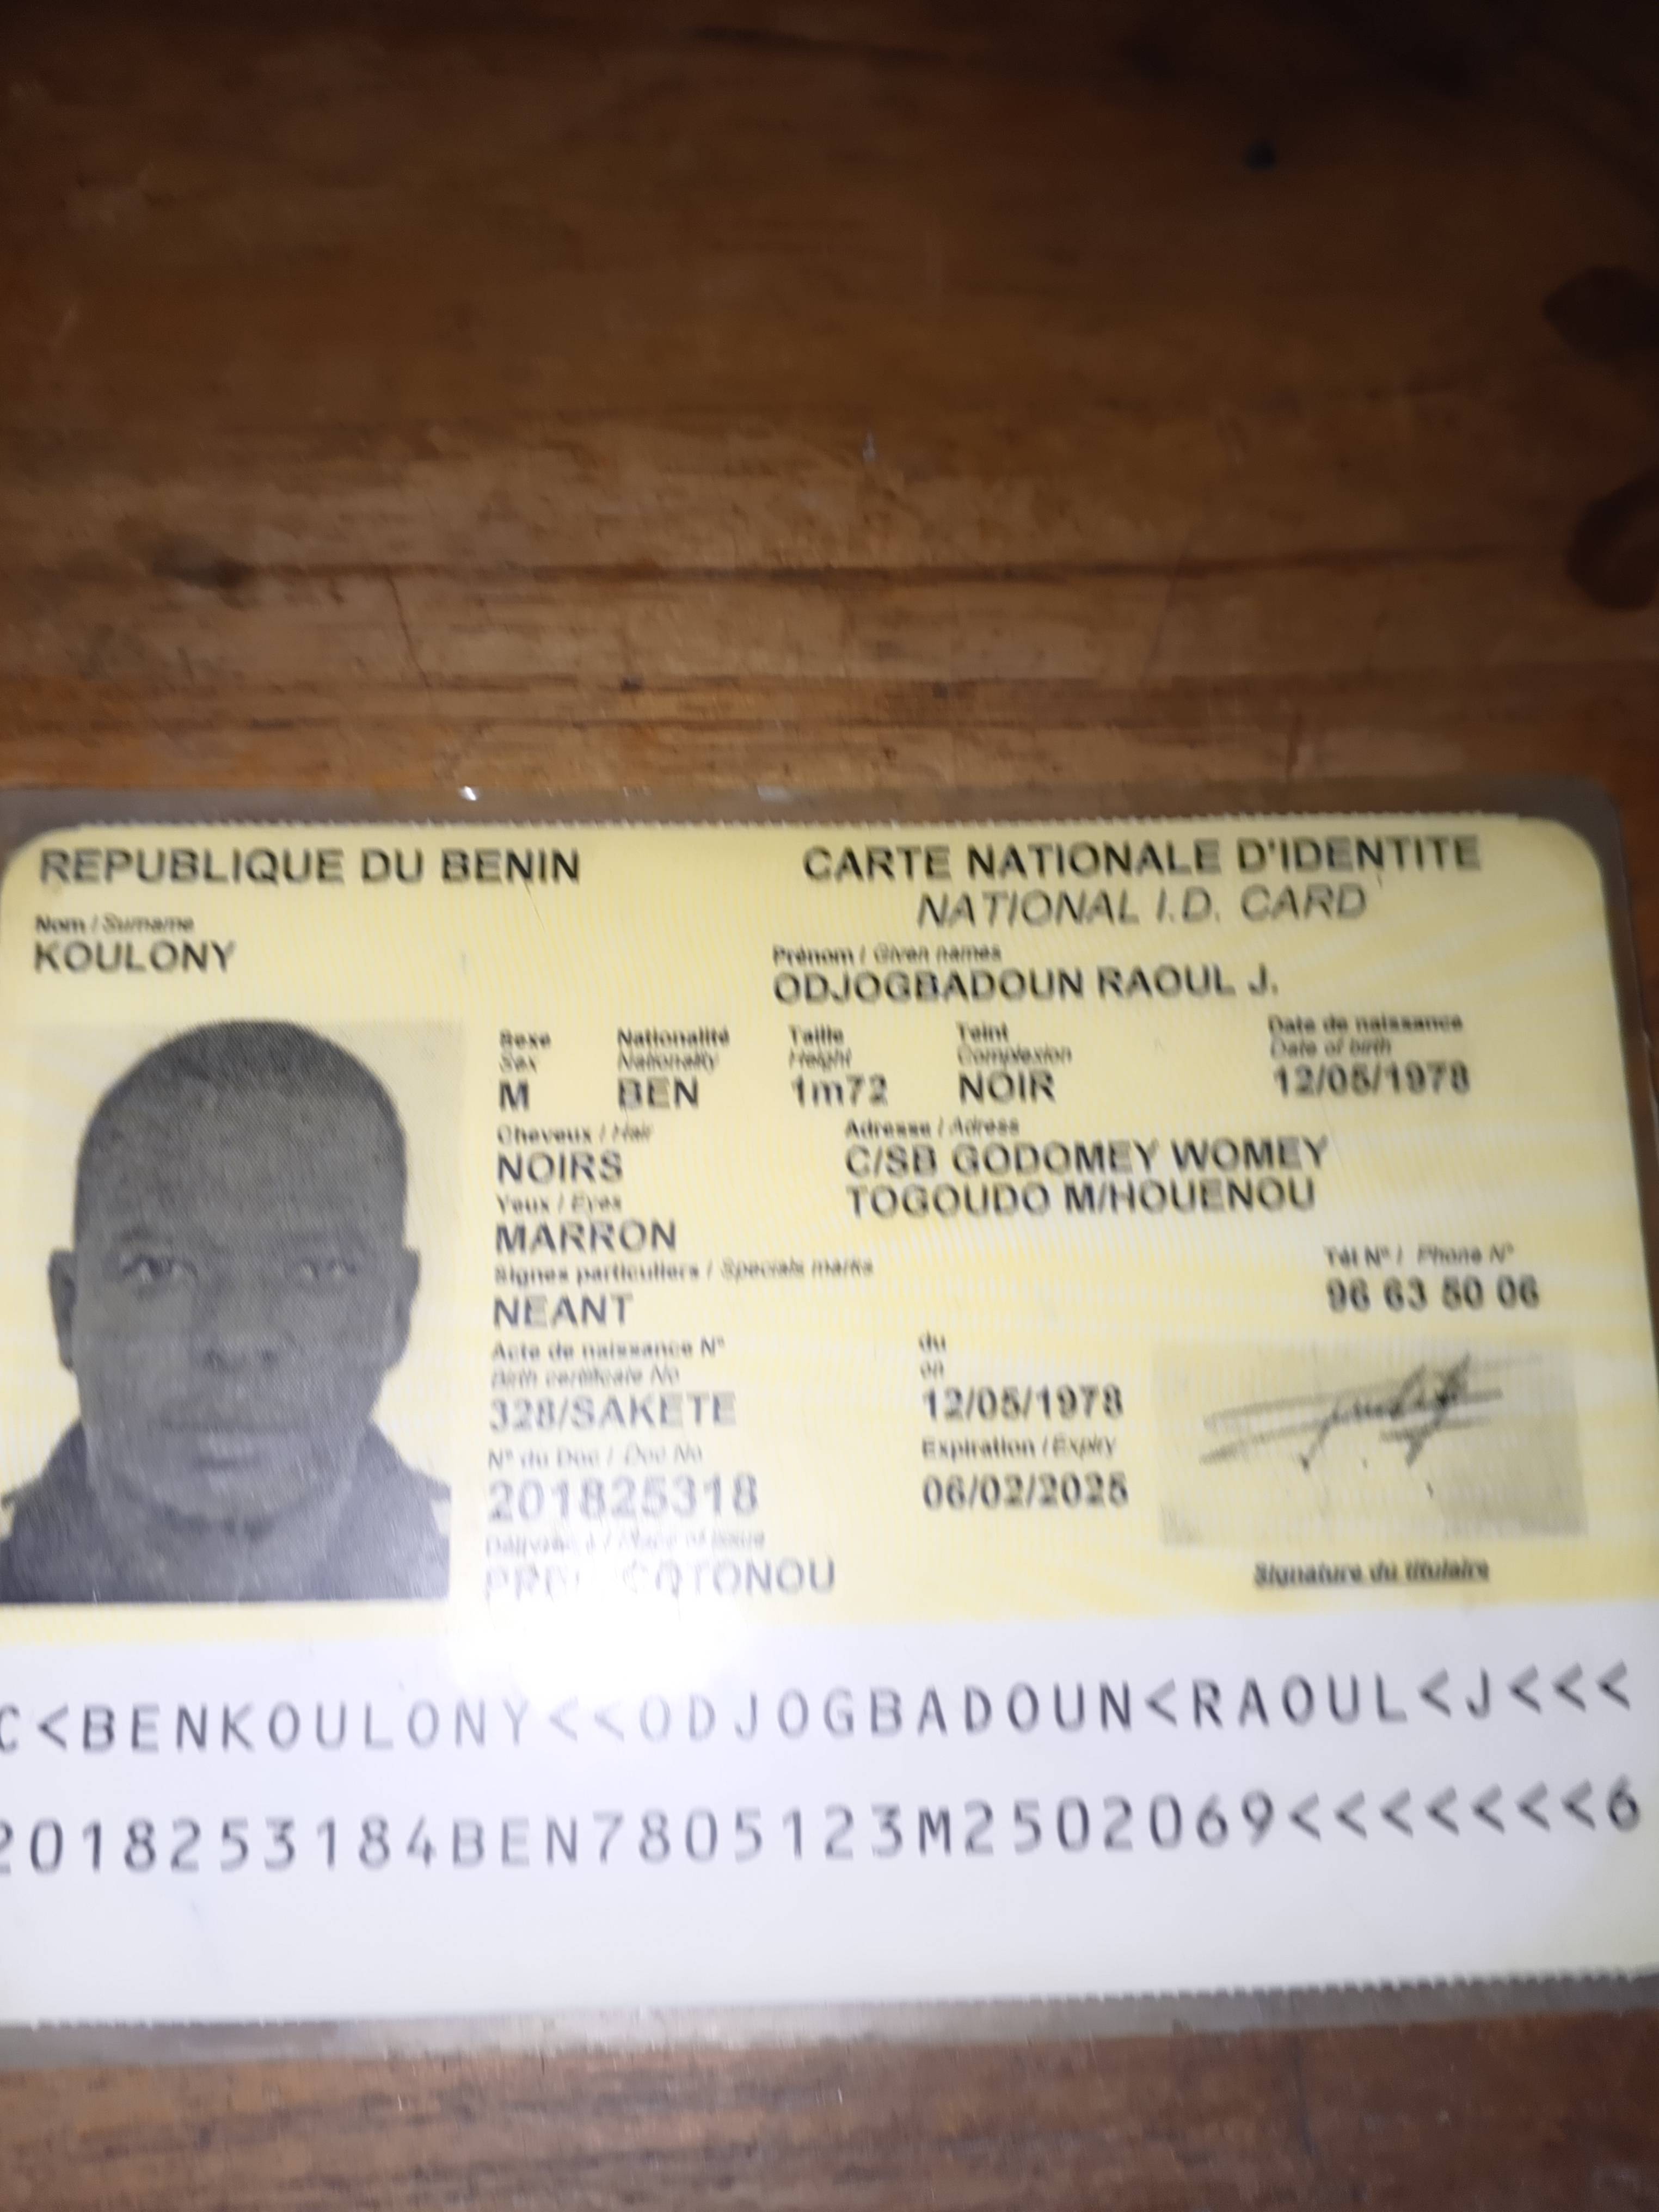 REPUBLIQUE DU BENIN
CARTE NATIONALE D'IDENTITE
NATIONAL I.D. CARD
Nom / Surname
KOULONY
Prénom / Given names
ODJOGBADOUN RAOUL J.
Sexe Nationalité Taille Teint Date de naissance
Sex Nationality Height Complexion Date of birth
M BEN 1m72 NOIR 12/05/1978
Cheveux / Hair Adresse / Adress
NOIRS C/SB GODOMEY WOMEY
TOGOUDO M/HOUENOU
Yeux / Eyes
MARRON
Signes particuliers / Specials marks Tél N° / Phone N°
NEANT 96 63 50 06
Acte de naissance N° du
Birth certificate No on
328/SAKETE 12/05/1978
N° du Doc / Doc No Expiration / Expiry
201825318 06/02/2025
Place of issue
COTONOU
Signature du titulaire
C<BENKOULONY<<ODJOGBADOUN<RAOUL<J<<<
2018253184BEN7805123M2502069<<<<<<<6